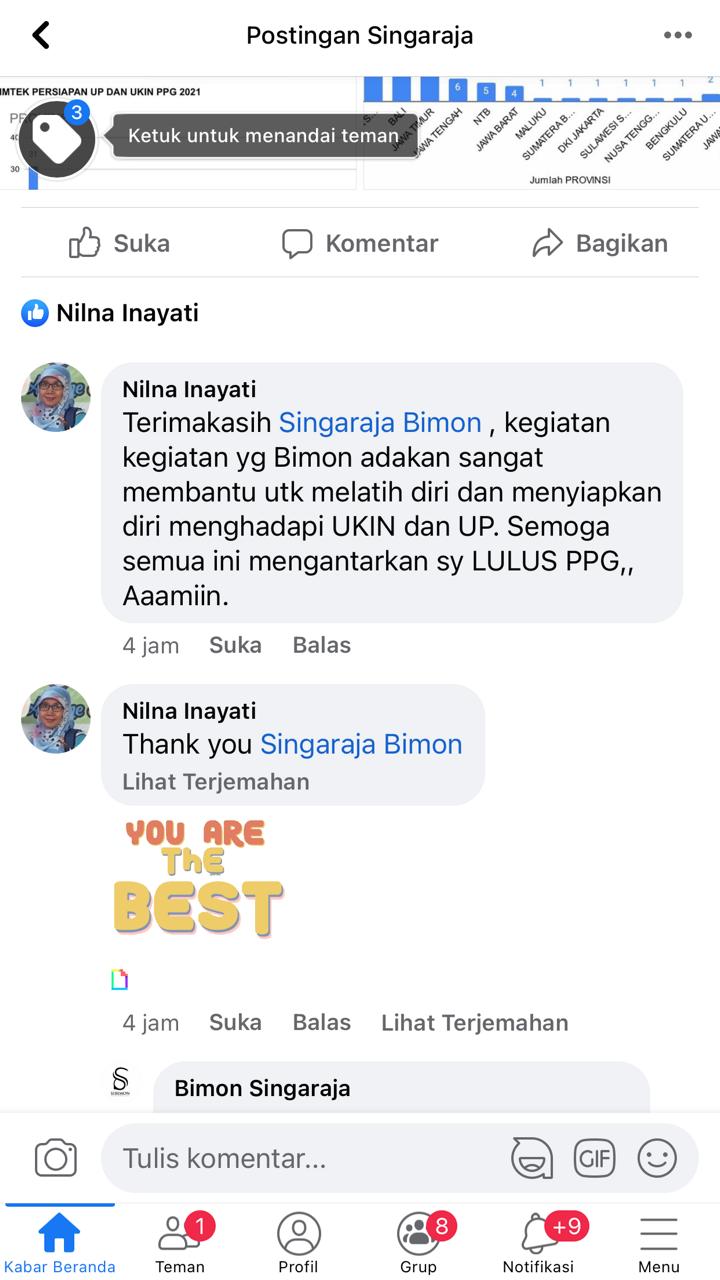 Postingan Singaraja
IMTEK PERSIAPAN UP DAN UKIN PPG 2021
3
Ketuk untuk menandai teman
30
6
5
4
1
1
1
1
1
1
2
BALI
JAWA TENGAH
NTB
JAWA BARAT
MALUKU
SUMATERA B...
DKI JAKARTA
SULAWESI S...
NUSA TENGG...
BENGKULU
SUMATERA U...
Jumlah PROVINSI
Suka
Komentar
Bagikan
Nilna Inayati
Nilna Inayati
Terimakasih Singaraja Bimon , kegiatan
kegiatan yg Bimon adakan sangat
membantu utk melatih diri dan menyiapkan
diri menghadapi UKIN dan UP. Semoga
semua ini mengantarkan sy LULUS PPG,,
Aaamiin.
4 jam Suka Balas
Nilna Inayati
Thank you Singaraja Bimon
Lihat Terjemahan
YOU ARE
The
BEST
4 jam Suka Balas Lihat Terjemahan
Bimon Singaraja
Tulis komentar...
GIF
1
8
+9
Kabar Beranda
Teman
Profil
Grup
Notifikasi
Menu